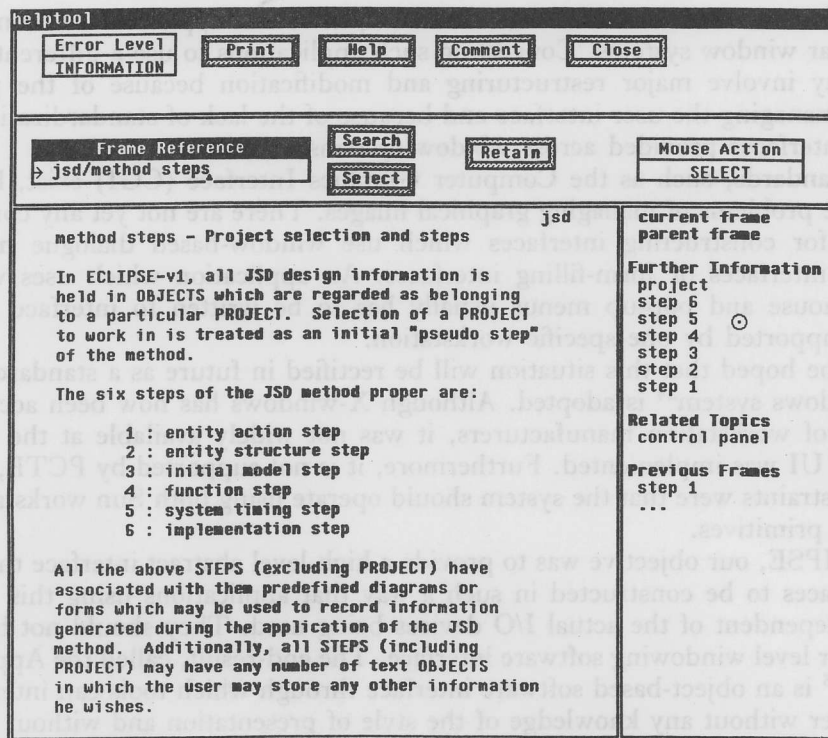 helptool
Error Level
INFORMATION
Print
Help
Comment
Close
Frame Reference
> jsd/method steps
Search
Select
Retain
Mouse Action
SELECT
jsd
method steps - Project selection and steps
In ECLIPSE-v1, all JSD design information is
held in OBJECTS which are regarded as belonging
to a particular PROJECT. Selection of a PROJECT
to work in is treated as an initial "pseudo step"
of the method.
The six steps of the JSD method proper are:
1 : entity action step
2 : entity structure step
3 : initial model step
4 : function step
5 : system timing step
6 : implementation step
All the above STEPS (excluding PROJECT) have
associated with them predefined diagrams or
forms which may be used to record information
generated during the application of the JSD
method. Additionally, all STEPS (including
PROJECT) may have any number of text OBJECTS
in which the user may store any other information
he wishes.
current frame
parent frame
Further Information
project
step 6
step 5
step 4
step 3
step 2
step 1
Related Topics
control panel
Previous Frames
step 1
...